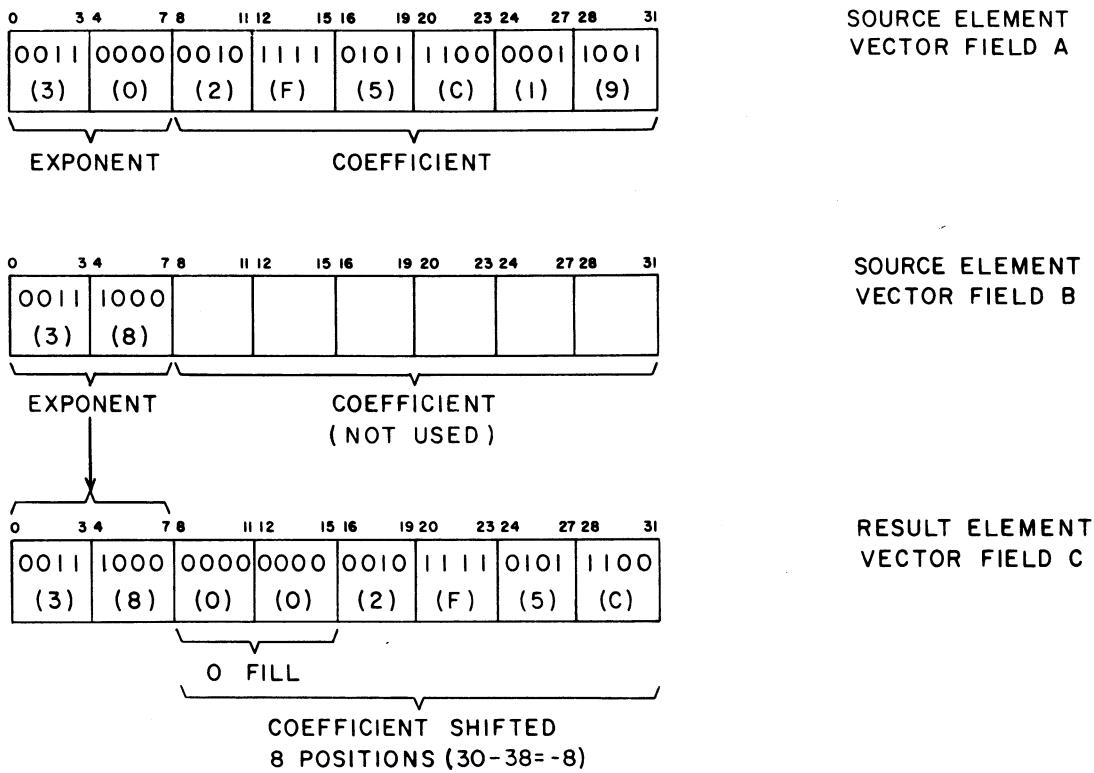 0 3 4 7 8 11 12 15 16 19 20 23 24 27 28 31
SOURCE ELEMENT
VECTOR FIELD A
0011 0000 0010 1111 0101 1100 0001 1001
(3) (0) (2) (F) (5) (C) (1) (9)
EXPONENT COEFFICIENT
0 3 4 7 8 11 12 15 16 19 20 23 24 27 28 31
SOURCE ELEMENT
VECTOR FIELD B
0011 1000
(3) (8)
EXPONENT COEFFICIENT
(NOT USED)
0 3 4 7 8 11 12 15 16 19 20 23 24 27 28 31
RESULT ELEMENT
VECTOR FIELD C
0011 1000 0000 0000 0010 1111 0101 1100
(3) (8) (0) (0) (2) (F) (5) (C)
0 FILL
COEFFICIENT SHIFTED
8 POSITIONS (30-38=-8)